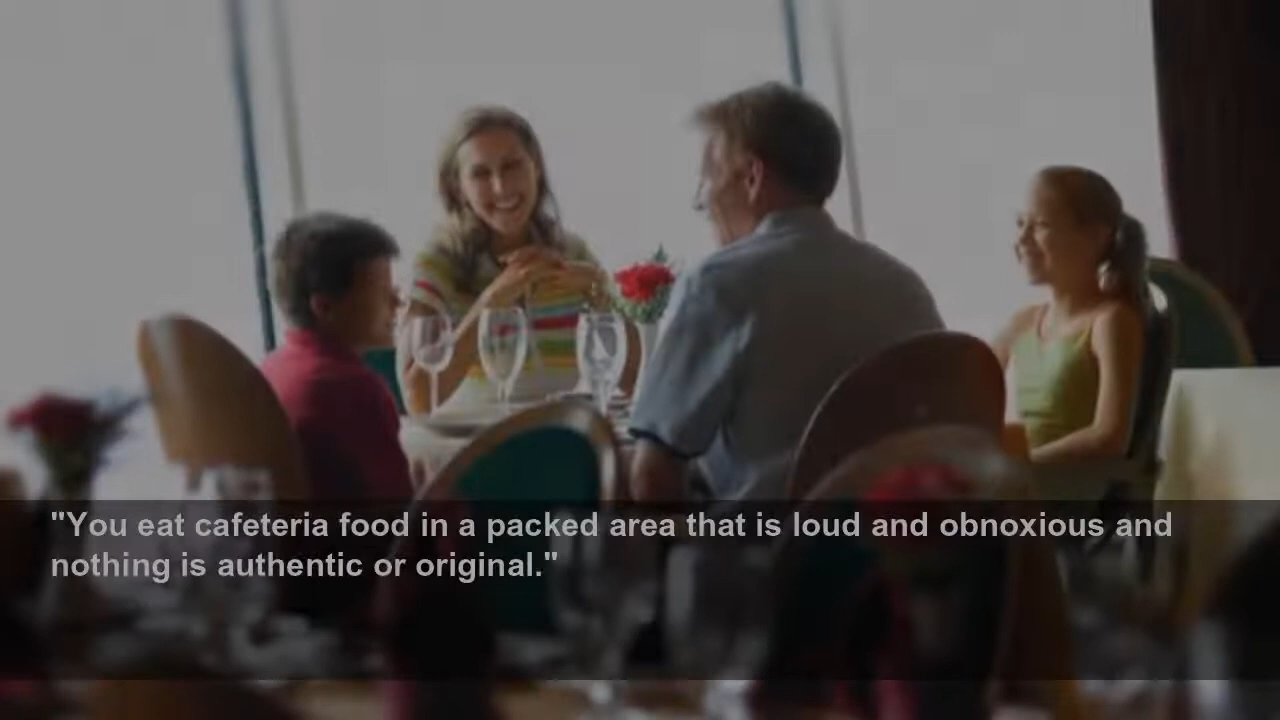 "You eat cafeteria food in a packed area that is loud and obnoxious and
nothing is authentic or original."